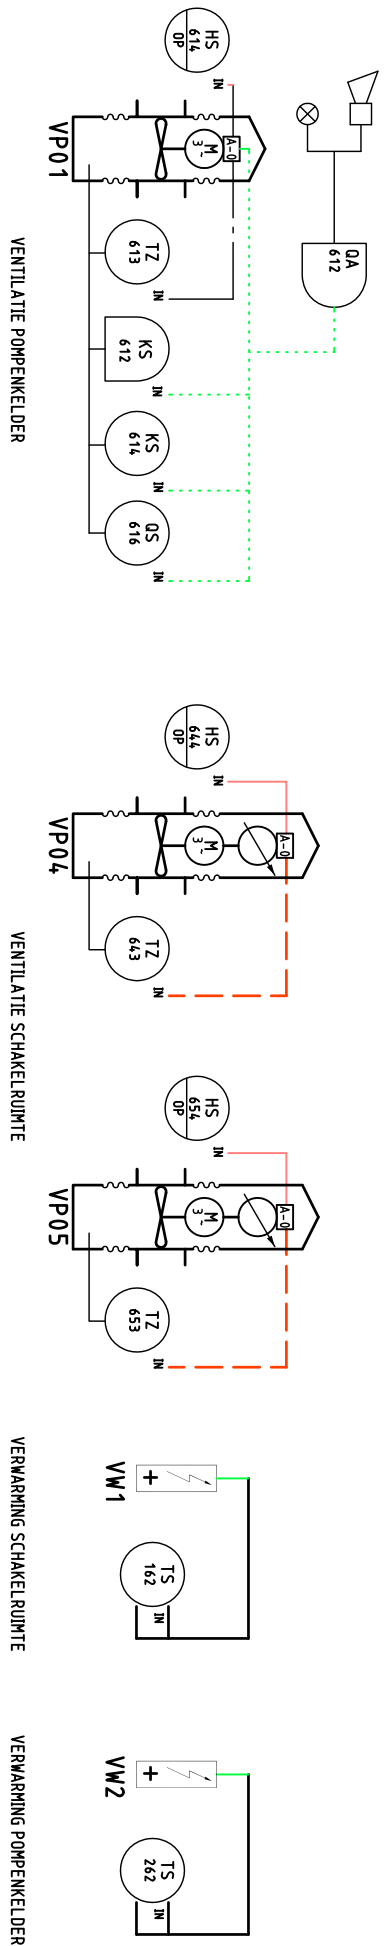 HS
614
OP
IN
QA
612
A-0
M
3~
VP01
TZ
613
IN
KS
612
IN
KS
614
IN
QS
616
IN
VENTILATIE POMPENKELDER
HS
644
OP
IN
A-0
M
3~
VP04
TZ
643
IN
VENTILATIE SCHAKELRUIMTE
HS
654
OP
IN
A-0
M
3~
VP05
TZ
653
IN
+
VW1
TS
162
IN
VERWARMING SCHAKELRUIMTE
+
VW2
TS
262
IN
VERWARMING POMPENKELDER